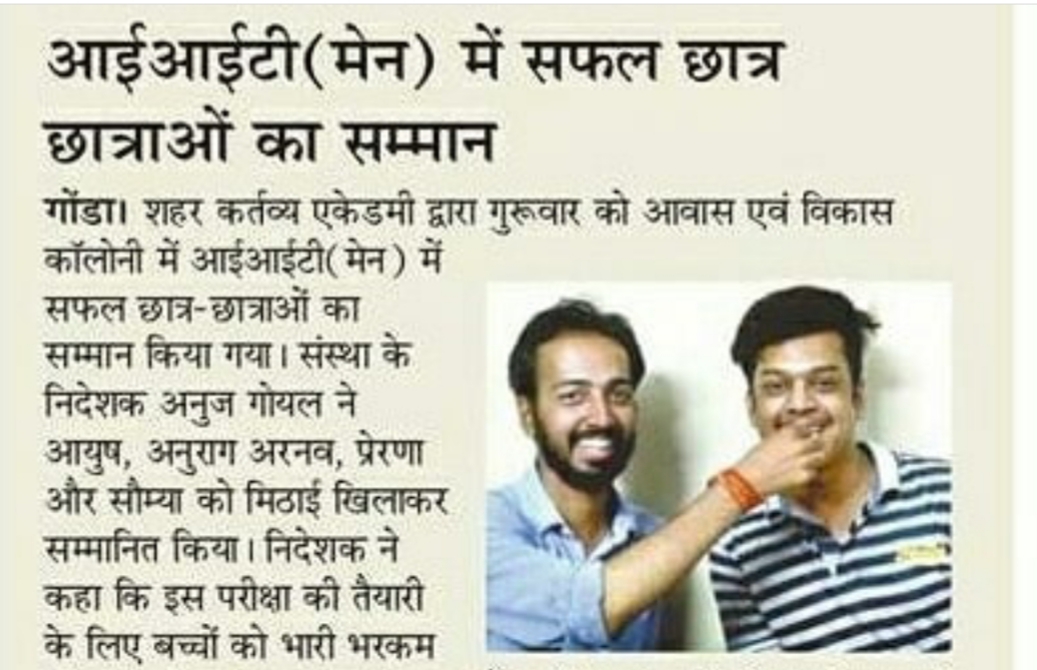 आईआईटी(मेन) में सफल छात्र
छात्राओं का सम्मान
गोंडा। शहर कर्तव्य एकेडमी द्वारा गुरूवार को आवास एवं विकास
कॉलोनी में आईआईटी(मेन) में
सफल छात्र-छात्राओं का
सम्मान किया गया। संस्था के
निदेशक अनुज गोयल ने
आयुष, अनुराग अरनव, प्रेरणा
और सौम्या को मिठाई खिलाकर
सम्मानित किया। निदेशक ने
कहा कि इस परीक्षा की तैयारी
के लिए बच्चों को भारी भरकम